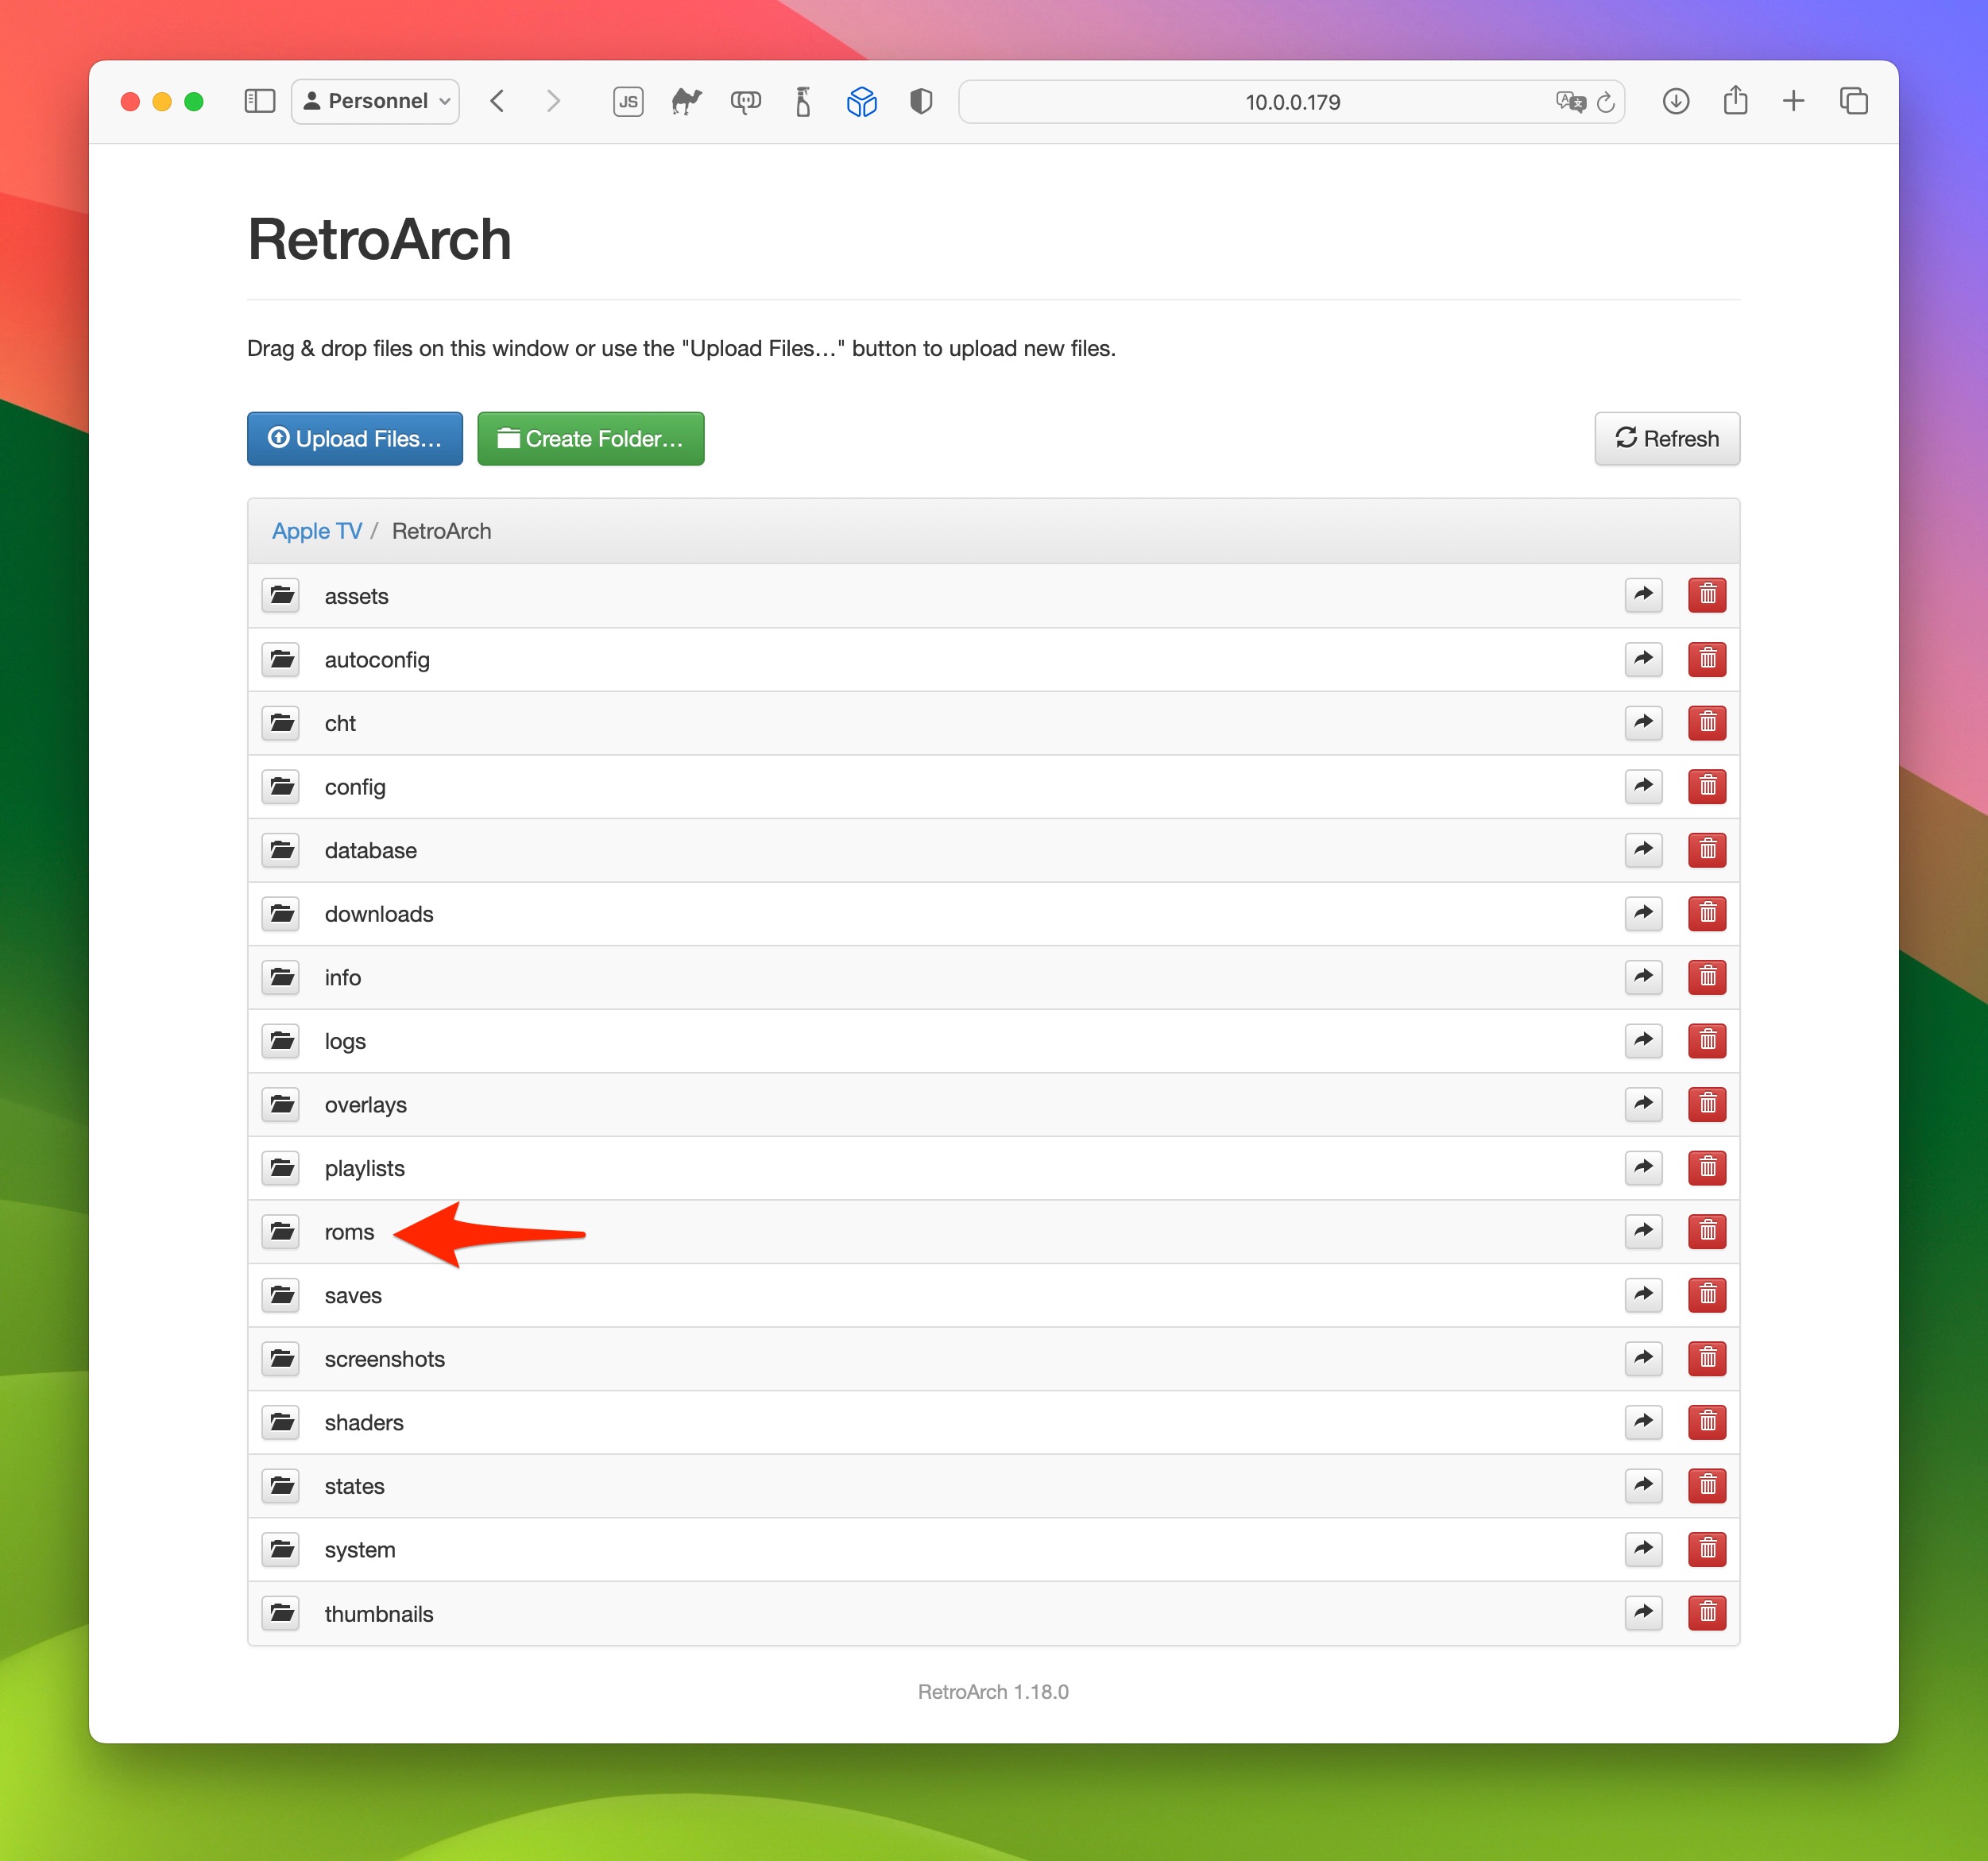 Personnel
JS
10.0.0.179
RetroArch
Drag & drop files on this window or use the "Upload Files…" button to upload new files.
Upload Files…
Create Folder…
Refresh
Apple TV / RetroArch
assets
autoconfig
cht
config
database
downloads
info
logs
overlays
playlists
roms
saves
screenshots
shaders
states
system
thumbnails
RetroArch 1.18.0